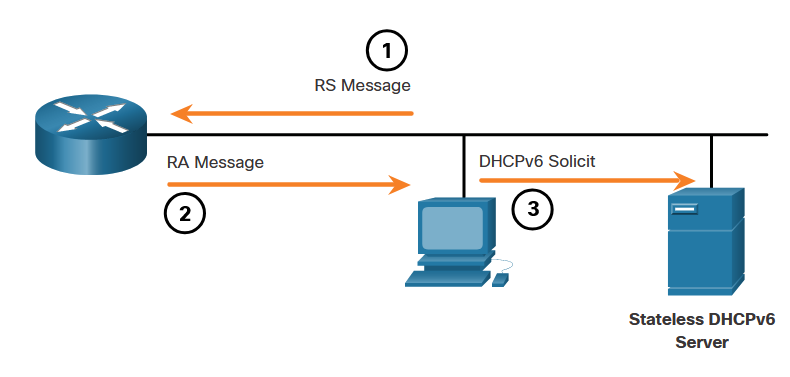 1
RS Message
RA Message
2
DHCPv6 Solicit
3
Stateless DHCPv6
Server